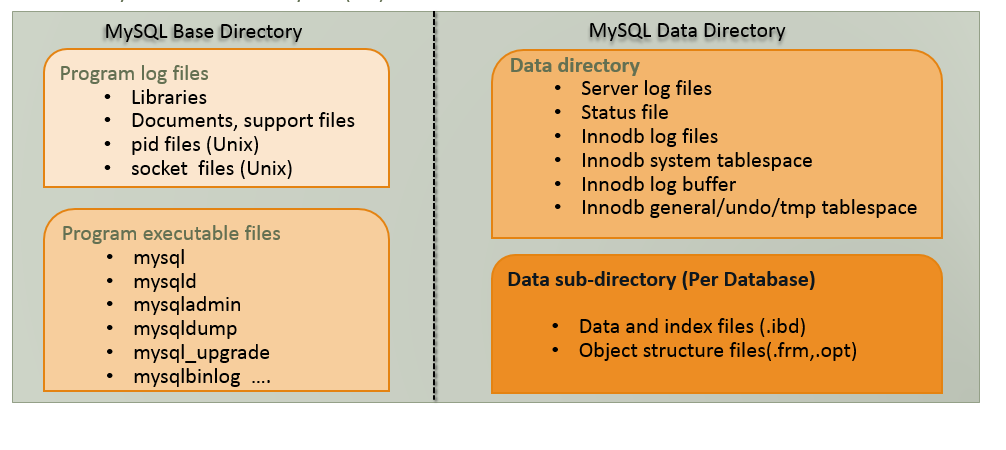 MySQL Base Directory
Program log files
• Libraries
• Documents, support files
• pid files (Unix)
• socket files (Unix)
Program executable files
• mysql
• mysqld
• mysqladmin
• mysqldump
• mysql_upgrade
• mysqlbinlog ....
MySQL Data Directory
Data directory
• Server log files
• Status file
• Innodb log files
• Innodb system tablespace
• Innodb log buffer
• Innodb general/undo/tmp tablespace
Data sub-directory (Per Database)
• Data and index files (.ibd)
• Object structure files(.frm,.opt)